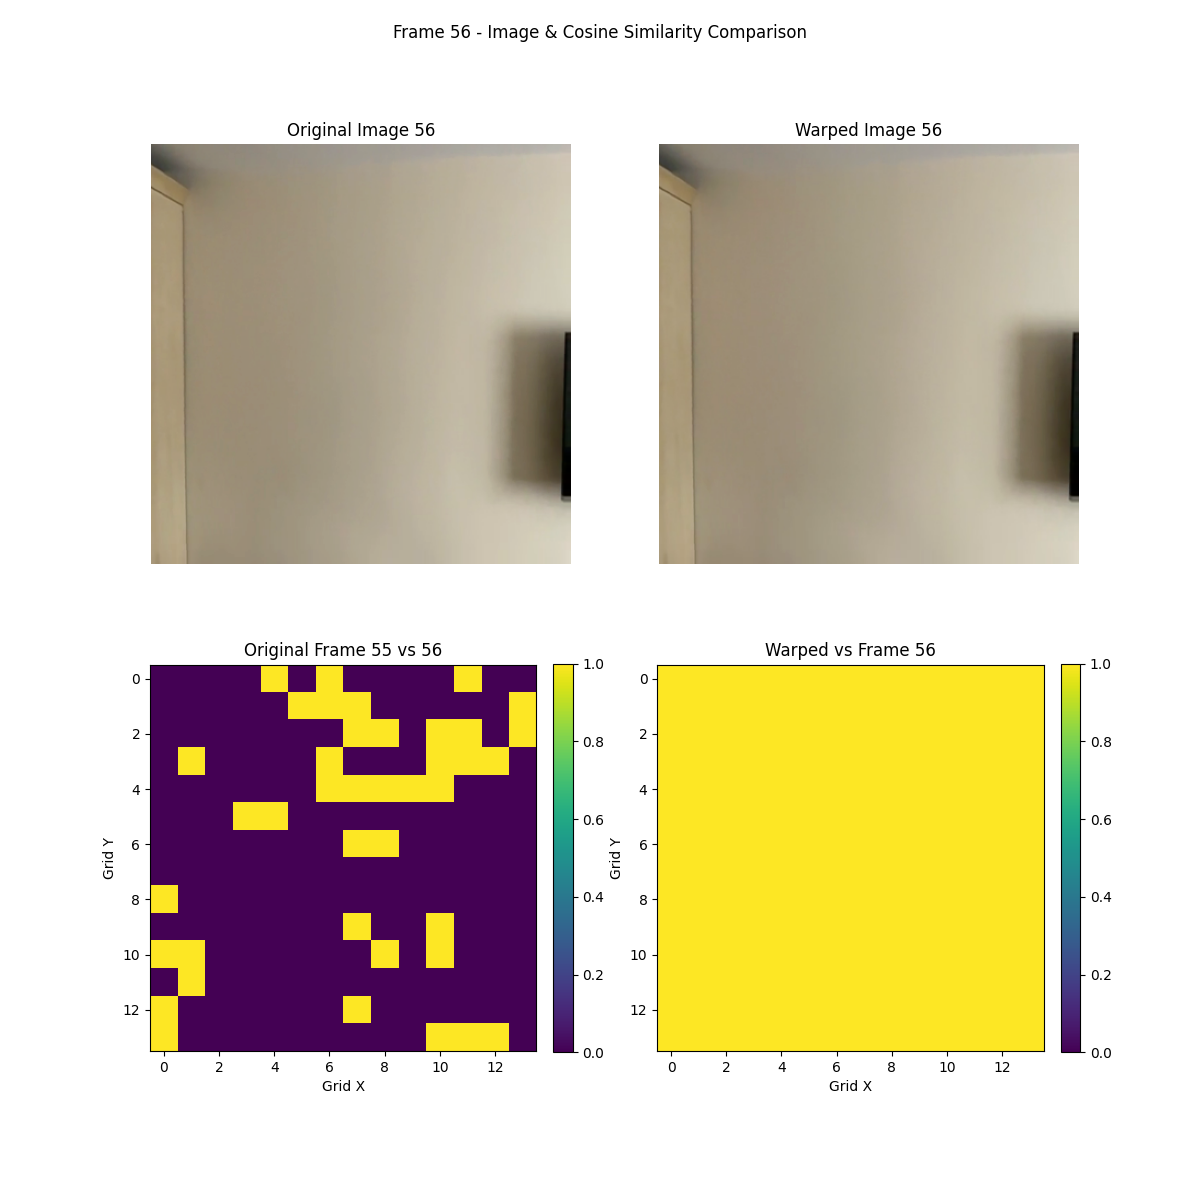 Frame 56 - Image & Cosine Similarity Comparison
Original Image 56
Warped Image 56
Original Frame 55 vs 56
Warped vs Frame 56
0
2
4
6
8
10
12
Grid Y
0 2 4 6 8 10 12
Grid X
1.0
0.8
0.6
0.4
0.2
0.0
0
2
4
6
8
10
12
Grid Y
0 2 4 6 8 10 12
Grid X
1.0
0.8
0.6
0.4
0.2
0.0